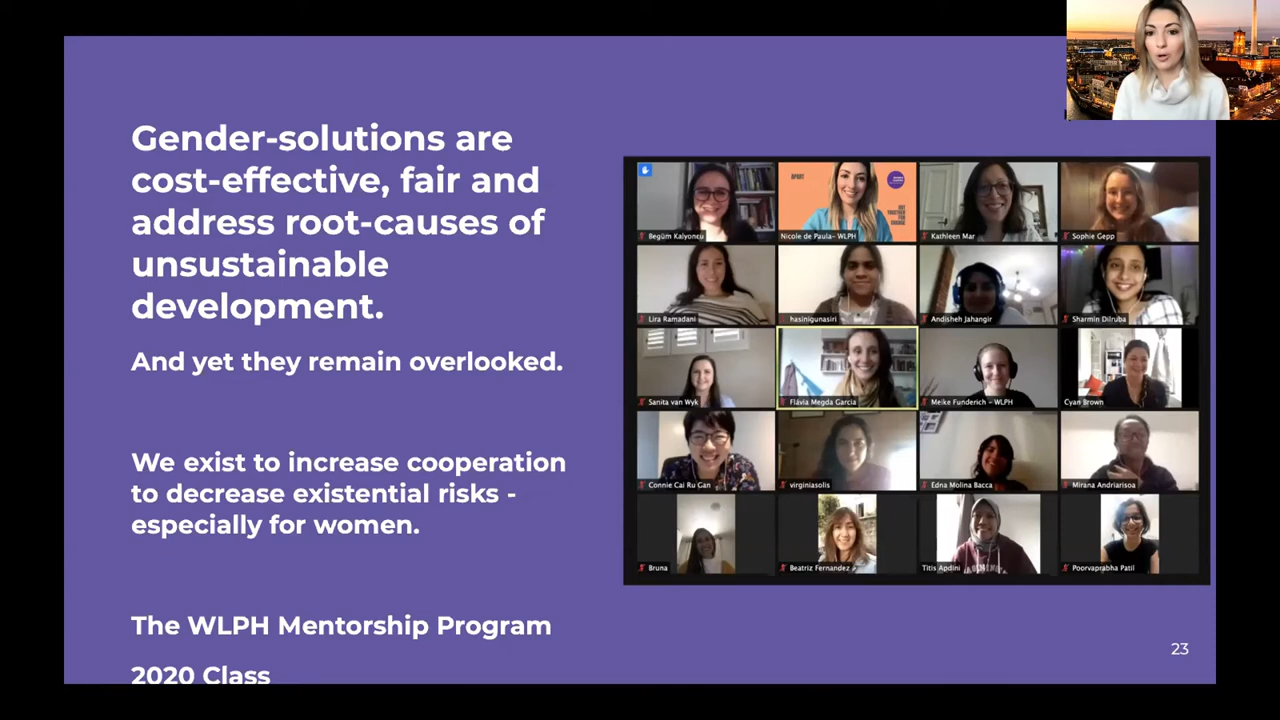 Gender-solutions are
cost-effective, fair and
address root-causes of
unsustainable
development.
And yet they remain overlooked.
We exist to increase cooperation
to decrease existential risks -
especially for women.
The WLPH Mentorship Program
2020 Class
Begüm Kalyoncu
Nicole de Paula- WLPH
Kathleen Mar
Sophie Gepp
Lira Ramadani
hasinigunasiri
Andisheh Jahangir
Sharmin Dilruba
Sanita van Wyk
Flávia Megda Garcia
Meike Funderich - WLPH
Cyan Brown
Connie Cai Ru Gan
virginiasolis
Edna Molina Bacca
Mirana Andriarisoa
Bruna
Beatriz Fernandez
Titis Apdini
Poorvaprabha Patil
23